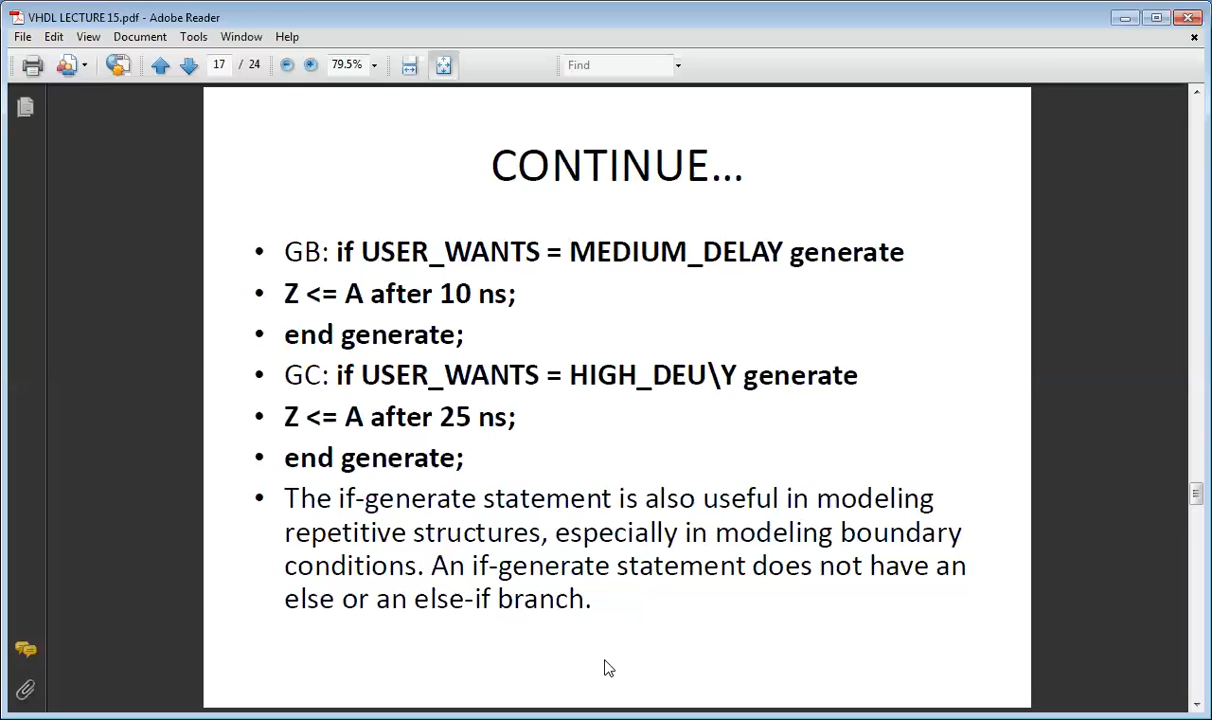 VHDL LECTURE 15.pdf - Adobe Reader
File Edit View Document Tools Window Help
17 / 24 79.5% Find
CONTINUE...
• GB: if USER_WANTS = MEDIUM_DELAY generate
• Z <= A after 10 ns;
• end generate;
• GC: if USER_WANTS = HIGH_DEU\Y generate
• Z <= A after 25 ns;
• end generate;
• The if-generate statement is also useful in modeling
repetitive structures, especially in modeling boundary
conditions. An if-generate statement does not have an
else or an else-if branch.